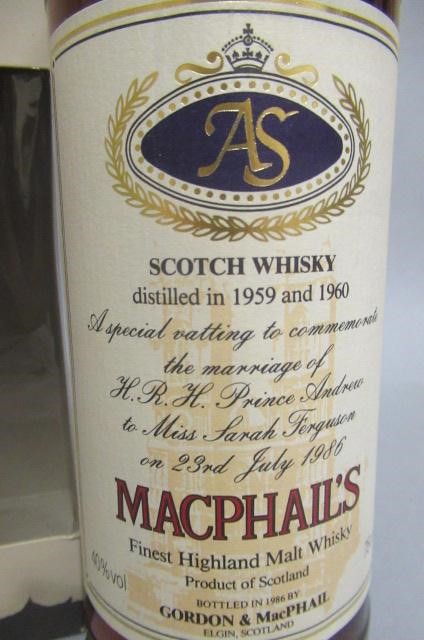 AS
SCOTCH WHISKY
distilled in 1959 and 1960
A special vatting to commemorate
the marriage of
H.R.H. Prince Andrew
to Miss Sarah Ferguson
on 23rd July 1986
MACPHAIL'S
Finest Highland Malt Whisky
40%vol
Product of Scotland
BOTTLED IN 1986 BY
GORDON & MacPHAIL
ELGIN, SCOTLAND